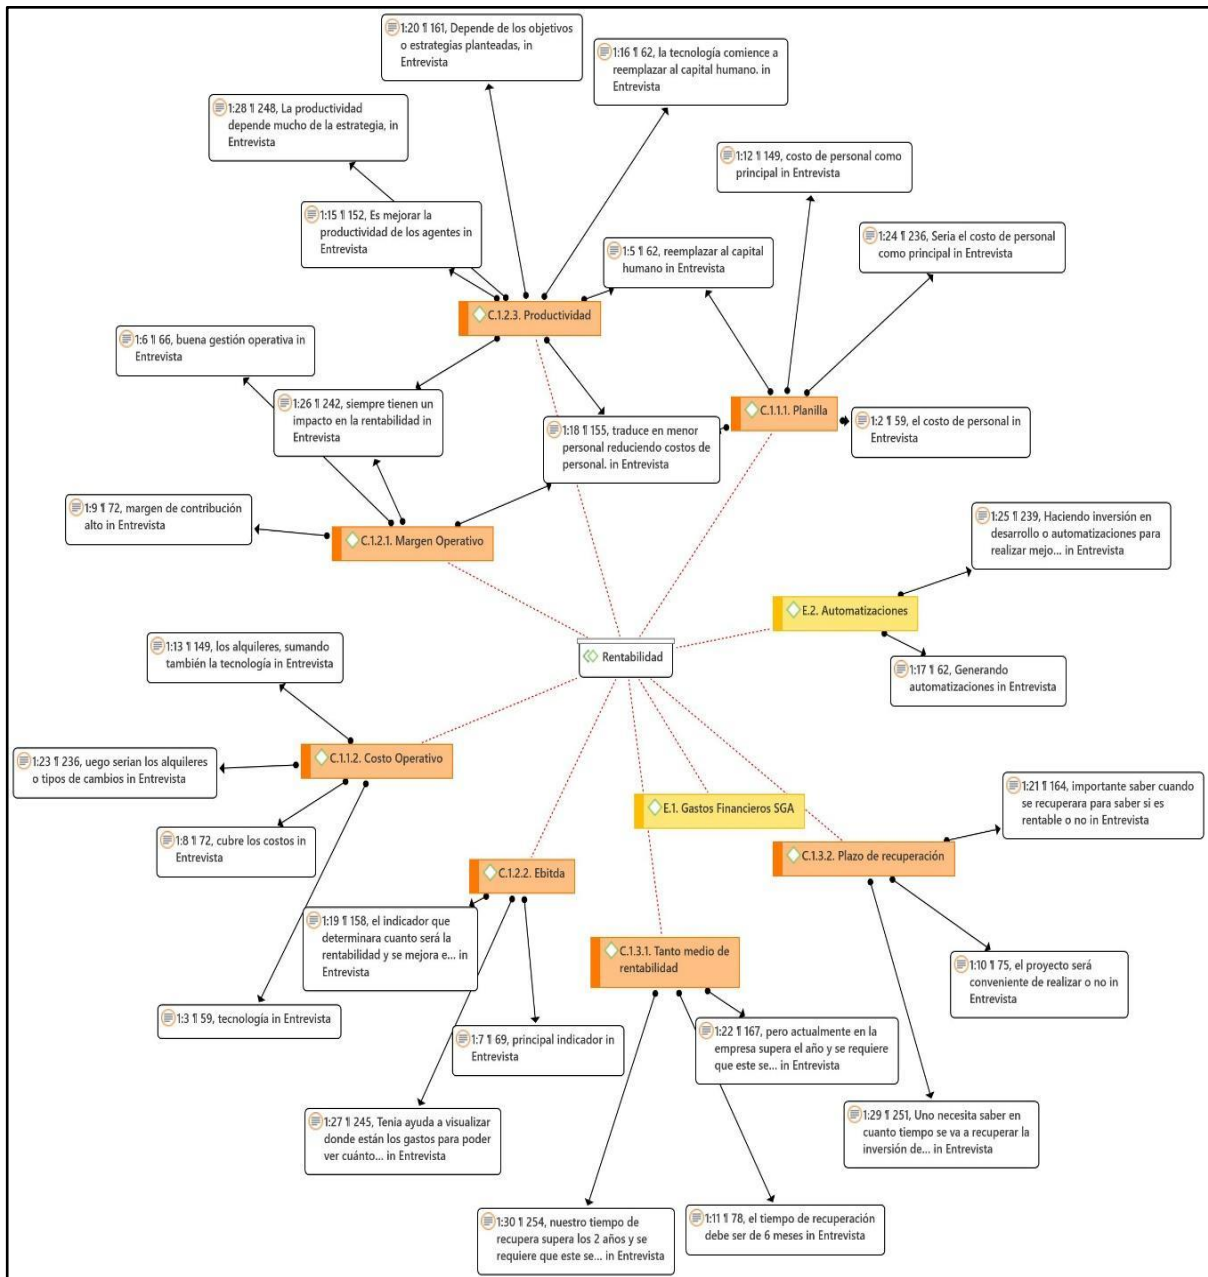 1:20 ¶ 161, Depende de los objetivos
o estrategias planteadas, in
Entrevista
1:16 ¶ 62, la tecnología comience a
reemplazar al capital humano. in
Entrevista
1:28 ¶ 248, La productividad
depende mucho de la estrategia, in
Entrevista
1:12 ¶ 149, costo de personal como
principal in Entrevista
1:15 ¶ 152, Es mejorar la
productividad de los agentes in
Entrevista
1:5 ¶ 62, reemplazar al capital
humano in Entrevista
1:24 ¶ 236, Seria el costo de personal
como principal in Entrevista
C.1.2.3. Productividad
1:6 ¶ 66, buena gestión operativa in
Entrevista
1:26 ¶ 242, siempre tienen un
impacto en la rentabilidad in
Entrevista
1:18 ¶ 155, traduce en menor
personal reduciendo costos de
personal. in Entrevista
C.1.1.1. Planilla
1:2 ¶ 59, el costo de personal in
Entrevista
1:9 ¶ 72, margen de contribución
alto in Entrevista
C.1.2.1. Margen Operativo
1:25 ¶ 239, Haciendo inversión en
desarrollo o automatizaciones para
realizar mejo... in Entrevista
E.2. Automatizaciones
1:13 ¶ 149, los alquileres, sumando
también la tecnología in Entrevista
Rentabilidad
1:17 ¶ 62, Generando
automatizaciones in Entrevista
1:23 ¶ 236, uego serian los alquileres
o tipos de cambios in Entrevista
C.1.1.2. Costo Operativo
E.1. Gastos Financieros SGA
1:21 ¶ 164, importante saber cuando
se recuperara para saber si es
rentable o no in Entrevista
1:8 ¶ 72, cubre los costos in
Entrevista
C.1.2.2. Ebitda
C.1.3.2. Plazo de recuperación
1:19 ¶ 158, el indicador que
determinara cuanto será la
rentabilidad y se mejora e... in
Entrevista
C.1.3.1. Tanto medio de
rentabilidad
1:10 ¶ 75, el proyecto será
conveniente de realizar o no in
Entrevista
1:3 ¶ 59, tecnología in Entrevista
1:7 ¶ 69, principal indicador in
Entrevista
1:22 ¶ 167, pero actualmente en la
empresa supera el año y se requiere
que este se... in Entrevista
1:27 ¶ 245, Tenia ayuda a visualizar
donde están los gastos para poder
ver cuánto... in Entrevista
1:29 ¶ 251, Uno necesita saber en
cuanto tiempo se va a recuperar la
inversión de... in Entrevista
1:30 ¶ 254, nuestro tiempo de
recupera supera los 2 años y se
requiere que este se... in Entrevista
1:11 ¶ 78, el tiempo de recuperación
debe ser de 6 meses in Entrevista